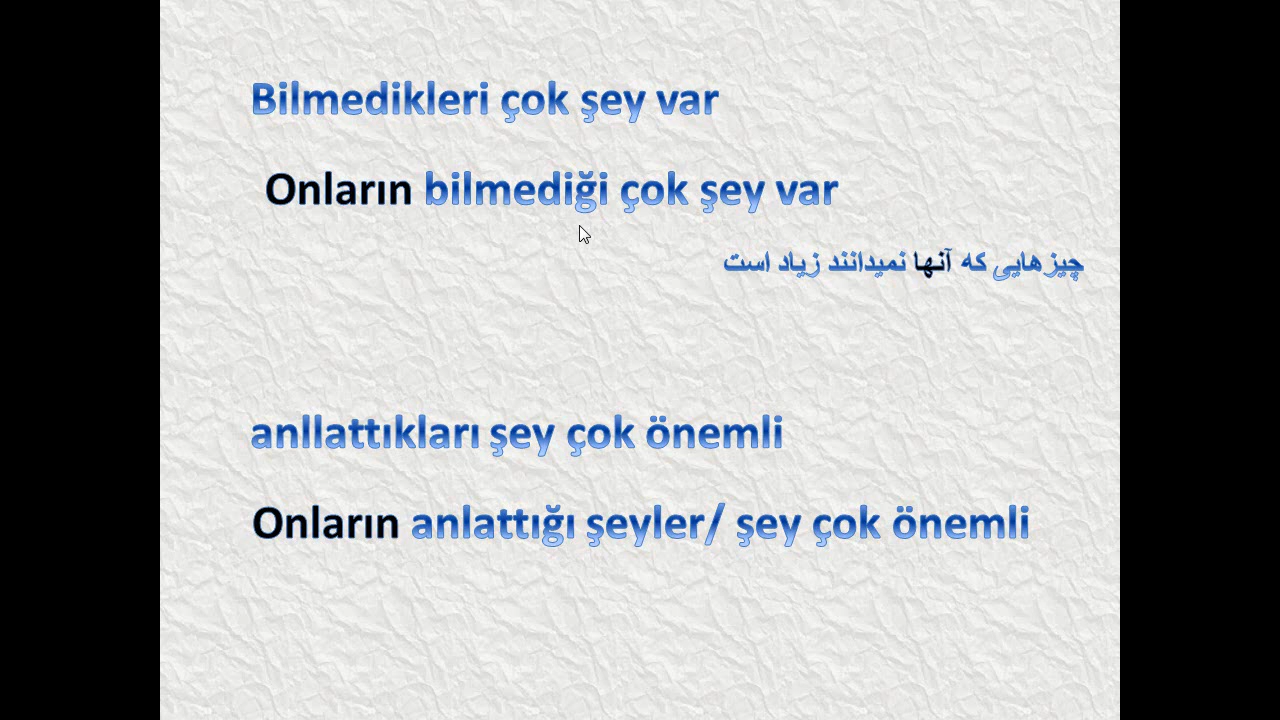 Bilmedikleri çok şey var
Onların bilmediği çok şey var
چیزهایی که آنها نمیدانند زیاد است
anllattıkları şey çok önemli
Onların anlattığı şeyler/ şey çok önemli